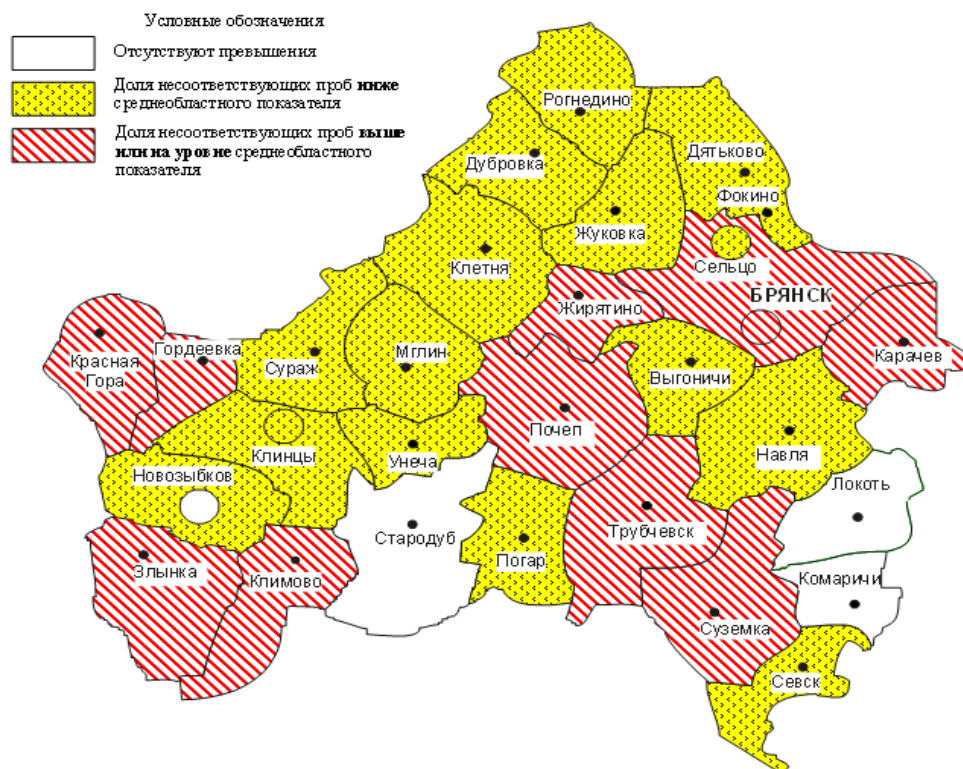 Условные обозначения
Отсутствуют превышения
Доля несоответствующих проб ниже
среднеобластного показателя
Доля несоответствующих проб выше
или на уровне среднеобластного
показателя
Рогнедино
Дятьково
Дубровка
Фокино
Жуковка
Клетня
Сельцо
БРЯНСК
Жирятино
Гордеевка
Мглин
Карачев
Красная
Гора
Сураж
Выгоничи
Почеп
Клинцы
Унеча
Навля
Новозыбков
Локоть
Стародуб
Трубчевск
Погар
Злынка
Климово
Комаричи
Суземка
Севск